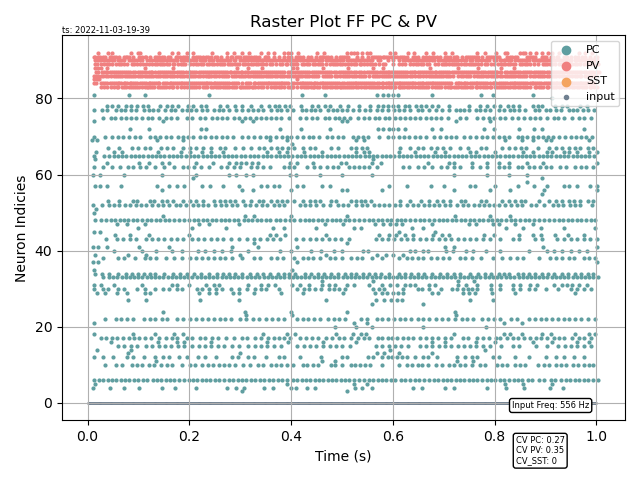 Raster Plot FF PC & PV
ts: 2022-11-03-19-39
PC
PV
SST
input
80
60
40
20
0
Neuron Indicies
Input Freq: 556 Hz
0.0 0.2 0.4 0.6 0.8 1.0
Time (s)
CV PC: 0.27
CV PV: 0.35
CV_SST: 0